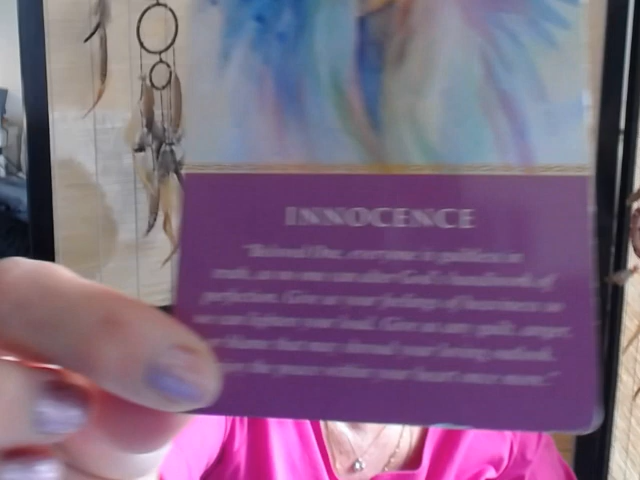 INNOCENCE
"Beloved One, everyone is guiltless in
truth, as no one can alter God's handiwork of
perfection. Give us your feelings of heaviness so
we can lighten your load. Give us any guilt, anger,
or blame that may shroud your loving outlook.
the peace within your heart once more."